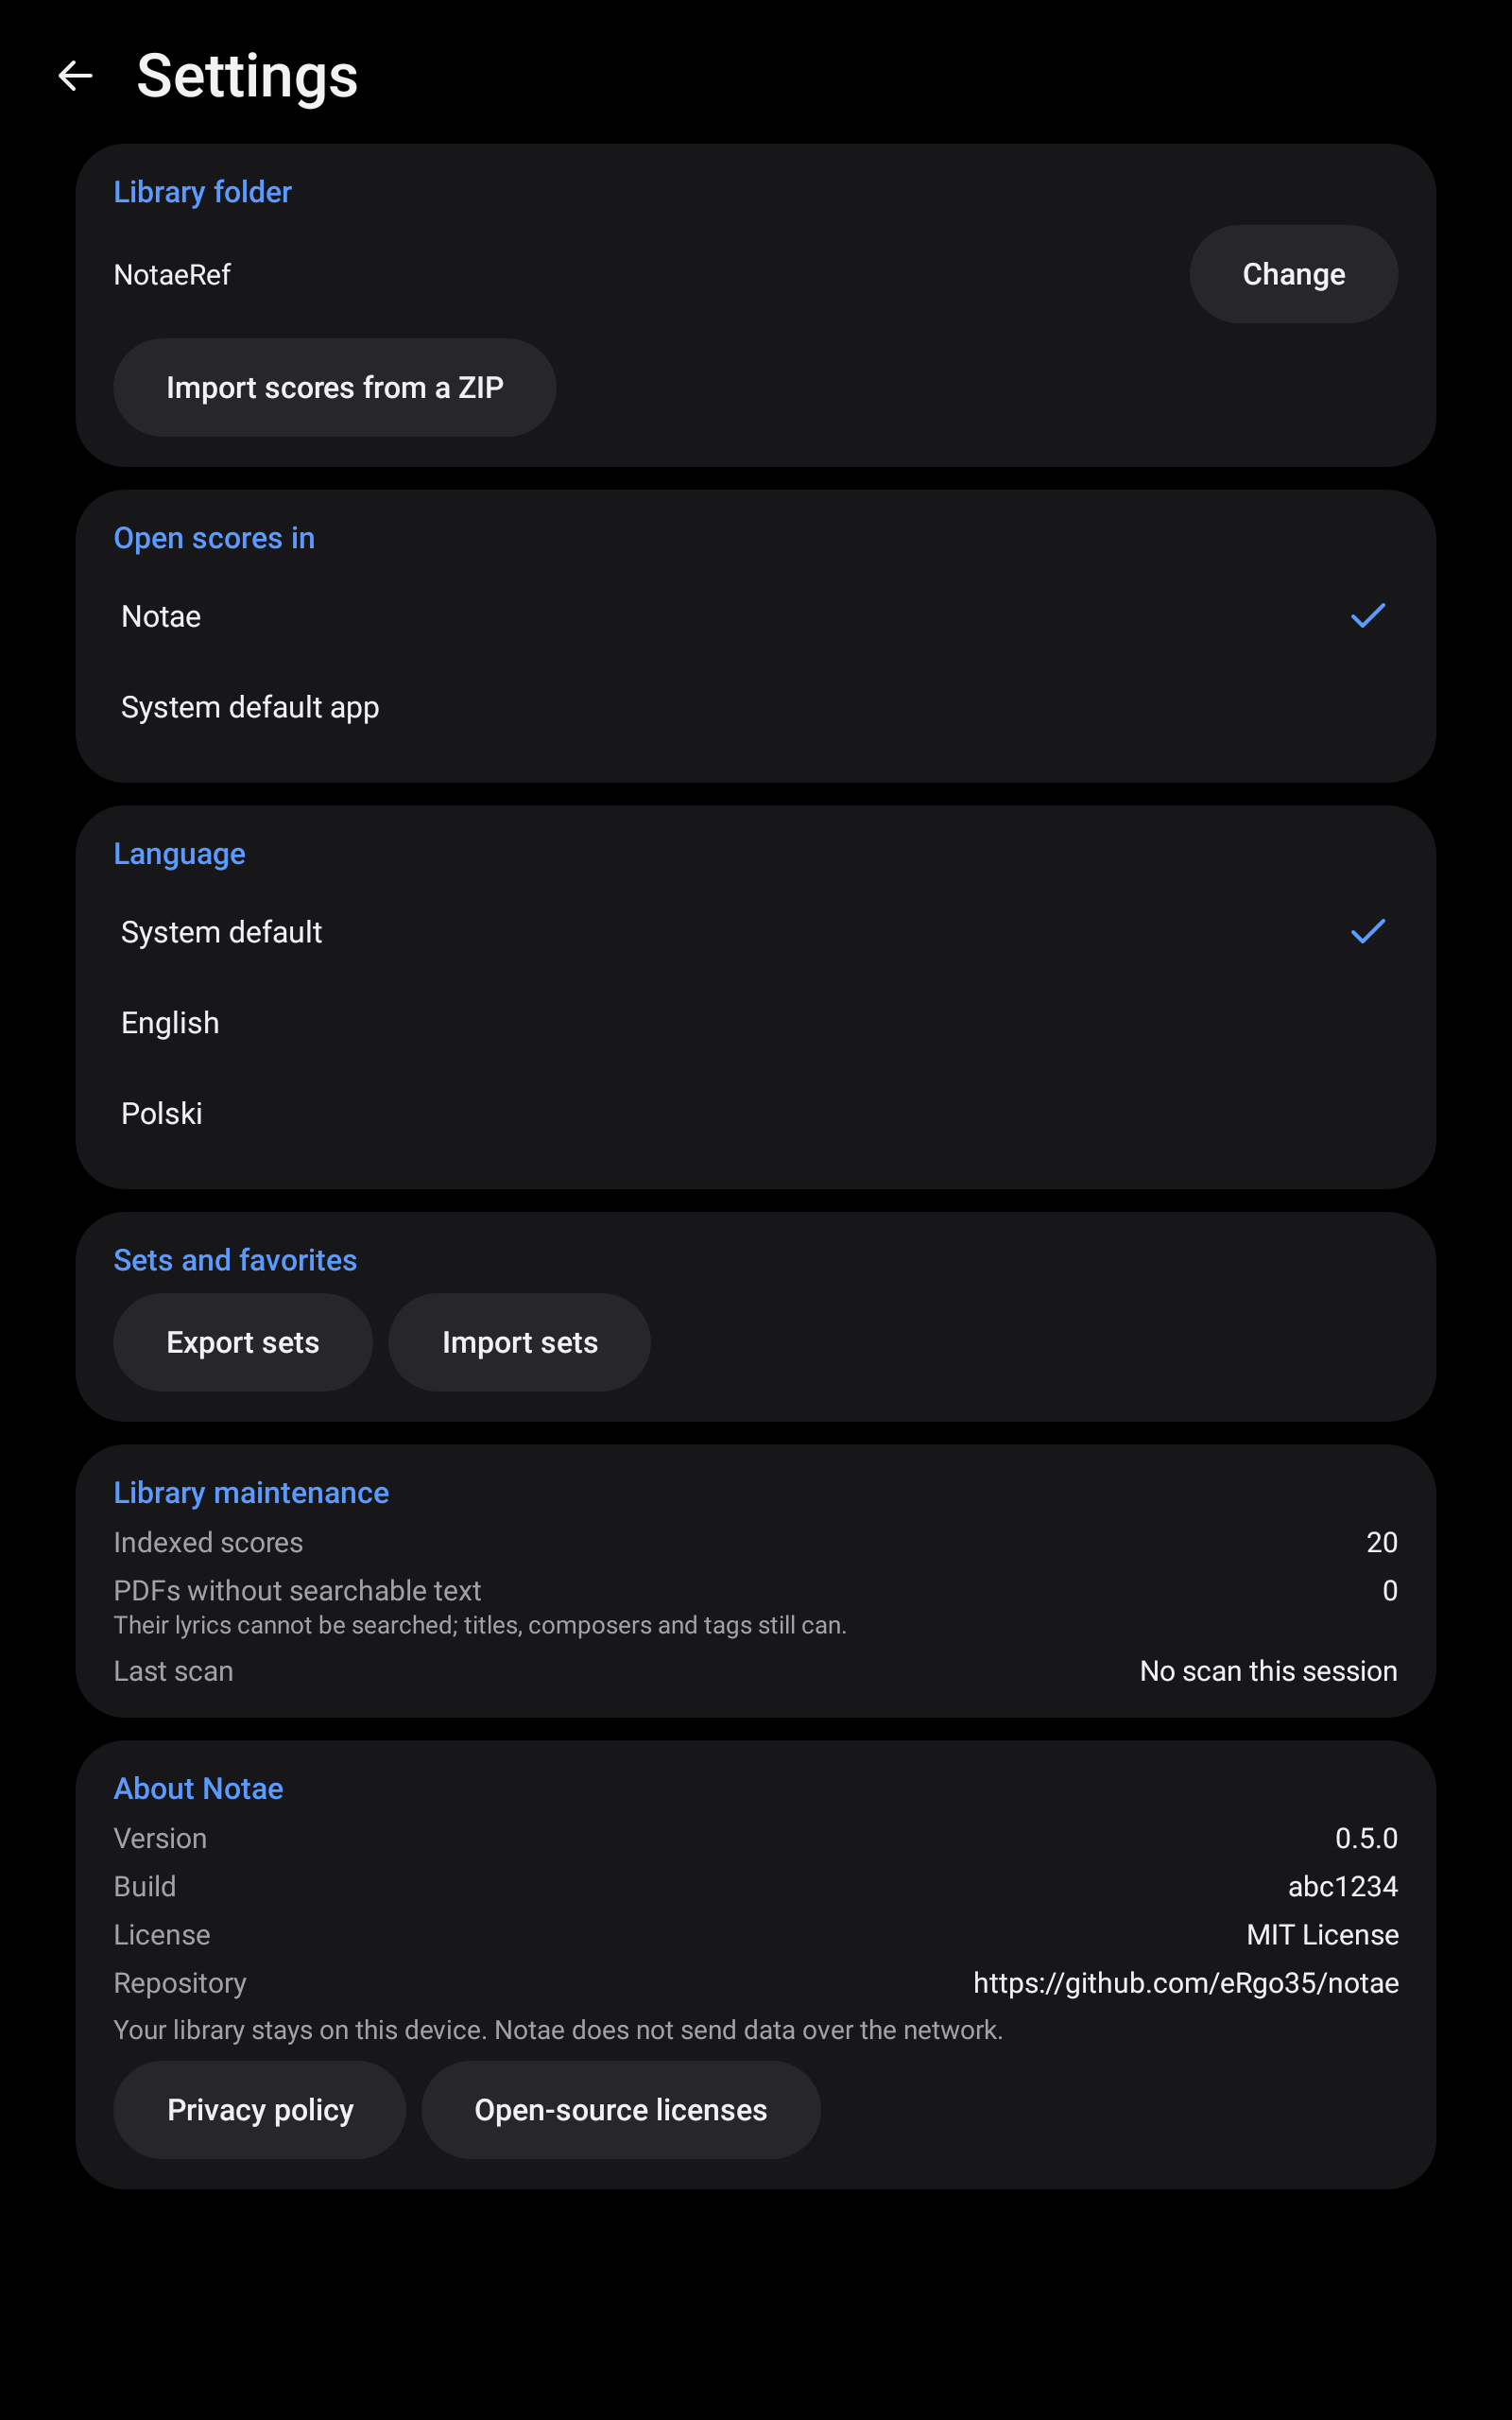 Settings
Library folder
NotaeRef
Change
Import scores from a ZIP
Open scores in
Notae
System default app
Language
System default
English
Polski
Sets and favorites
Export sets
Import sets
Library maintenance
Indexed scores
20
PDFs without searchable text
0
Their lyrics cannot be searched; titles, composers and tags still can.
Last scan
No scan this session
About Notae
Version
0.5.0
Build
abc1234
License
MIT License
Repository
https://github.com/eRgo35/notae
Your library stays on this device. Notae does not send data over the network.
Privacy policy
Open-source licenses